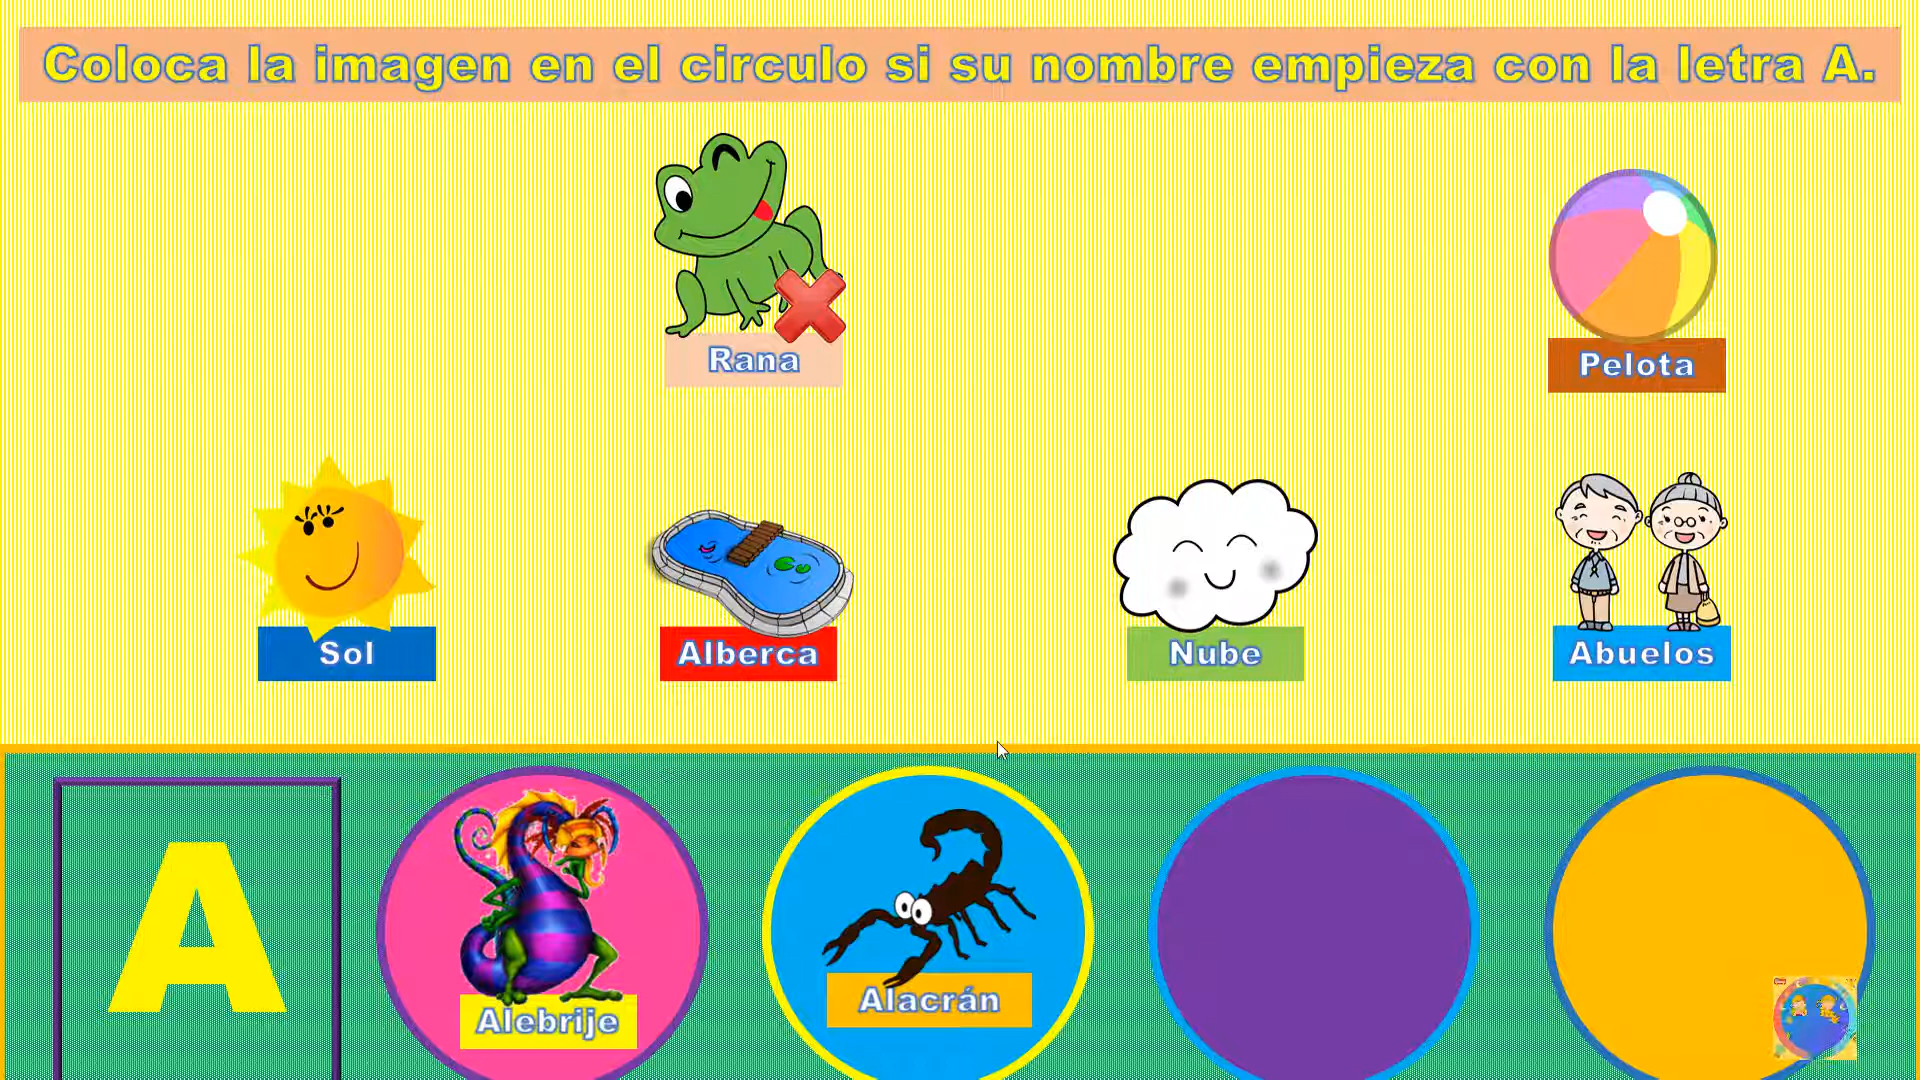 Coloca la imagen en el circulo si su nombre empieza con la letra A.
Rana
Pelota
Sol
Alberca
Nube
Abuelos
A
Alebrije
Alacrán